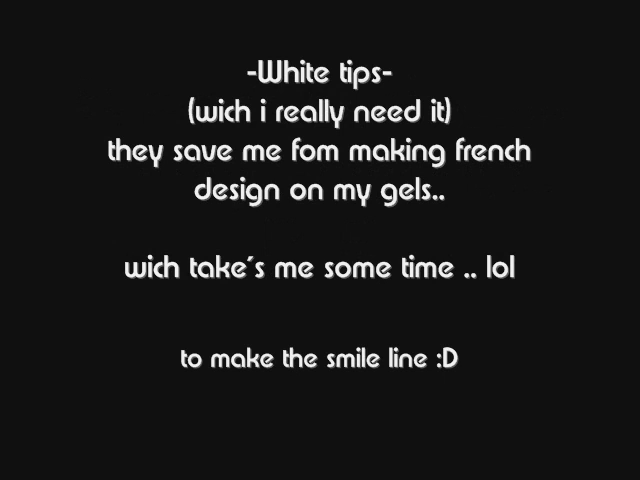 -White tips-
(wich i really need it)
they save me fom making french
design on my gels..
wich take's me some time .. lol
to make the smile line :D